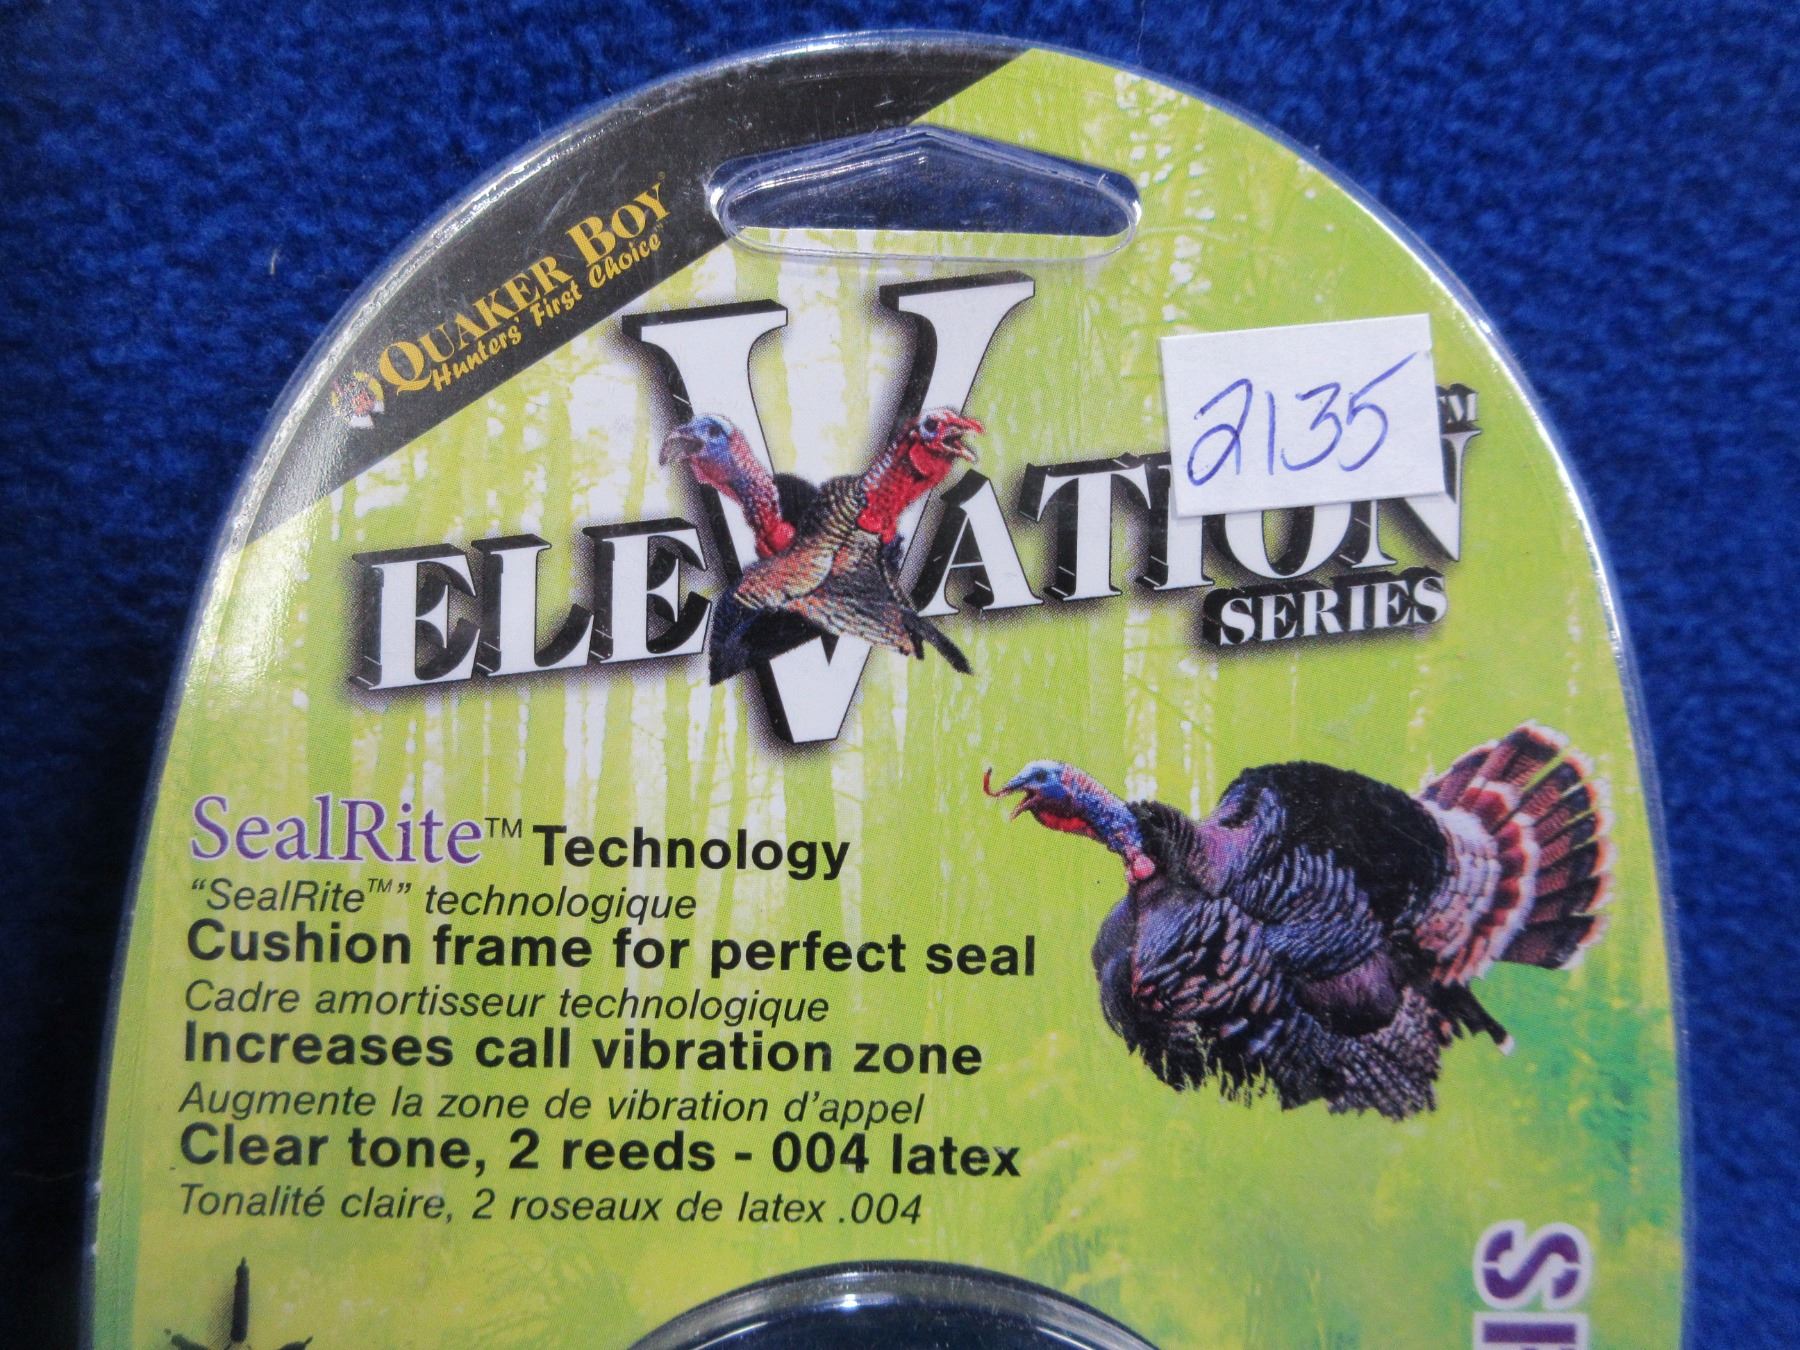 QUAKER BOY®
Hunters' First Choice™
2135
ELEVATION™
SERIES
SealRite™ Technology
“SealRite™” technologique
Cushion frame for perfect seal
Cadre amortisseur technologique
Increases call vibration zone
Augmente la zone de vibration d'appel
Clear tone, 2 reeds - 004 latex
Tonalité claire, 2 roseaux de latex .004